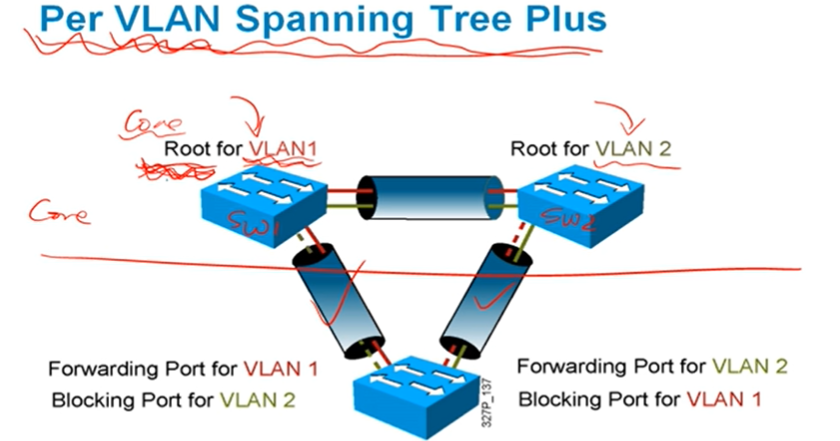 Per VLAN Spanning Tree Plus
Core
Root for VLAN1
Root for VLAN 2
Core
SW1
SW2
Forwarding Port for VLAN 1
Blocking Port for VLAN 2
Forwarding Port for VLAN 2
Blocking Port for VLAN 1
327P_137